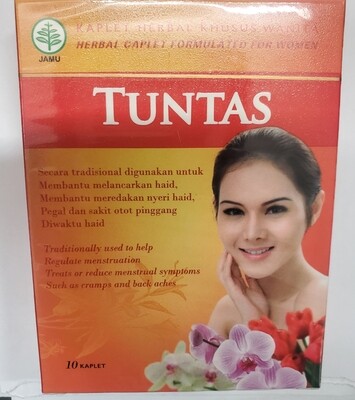 JAMU
KAPLET HERBAL KHUSUS WANITA
HERBAL CAPLET FORMULATED FOR WOMEN
TUNTAS
Secara tradisional digunakan untuk
Membantu melancarkan haid,
Membantu meredakan nyeri haid,
Pegal dan sakit otot pinggang
Diwaktu haid
Traditionally used to help
Regulate menstruation
Treats or reduce menstrual symptoms
Such as cramps and back aches
10 KAPLET